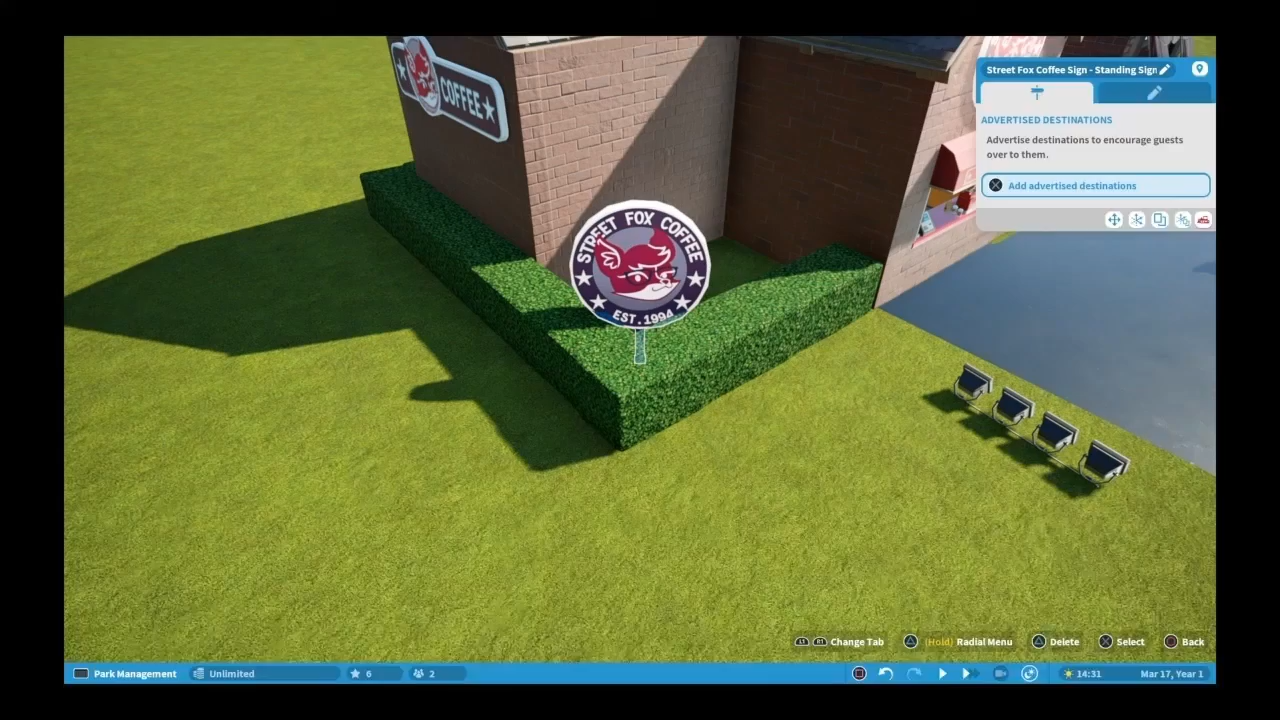 COFFEE
STREET FOX COFFEE
EST. 1994
Street Fox Coffee Sign - Standing Sign
ADVERTISED DESTINATIONS
Advertise destinations to encourage guests
over to them.
Add advertised destinations
L1 R1 Change Tab (Hold) Radial Menu Delete Select Back
Park Management Unlimited 6 2 14:31 Mar 17, Year 1